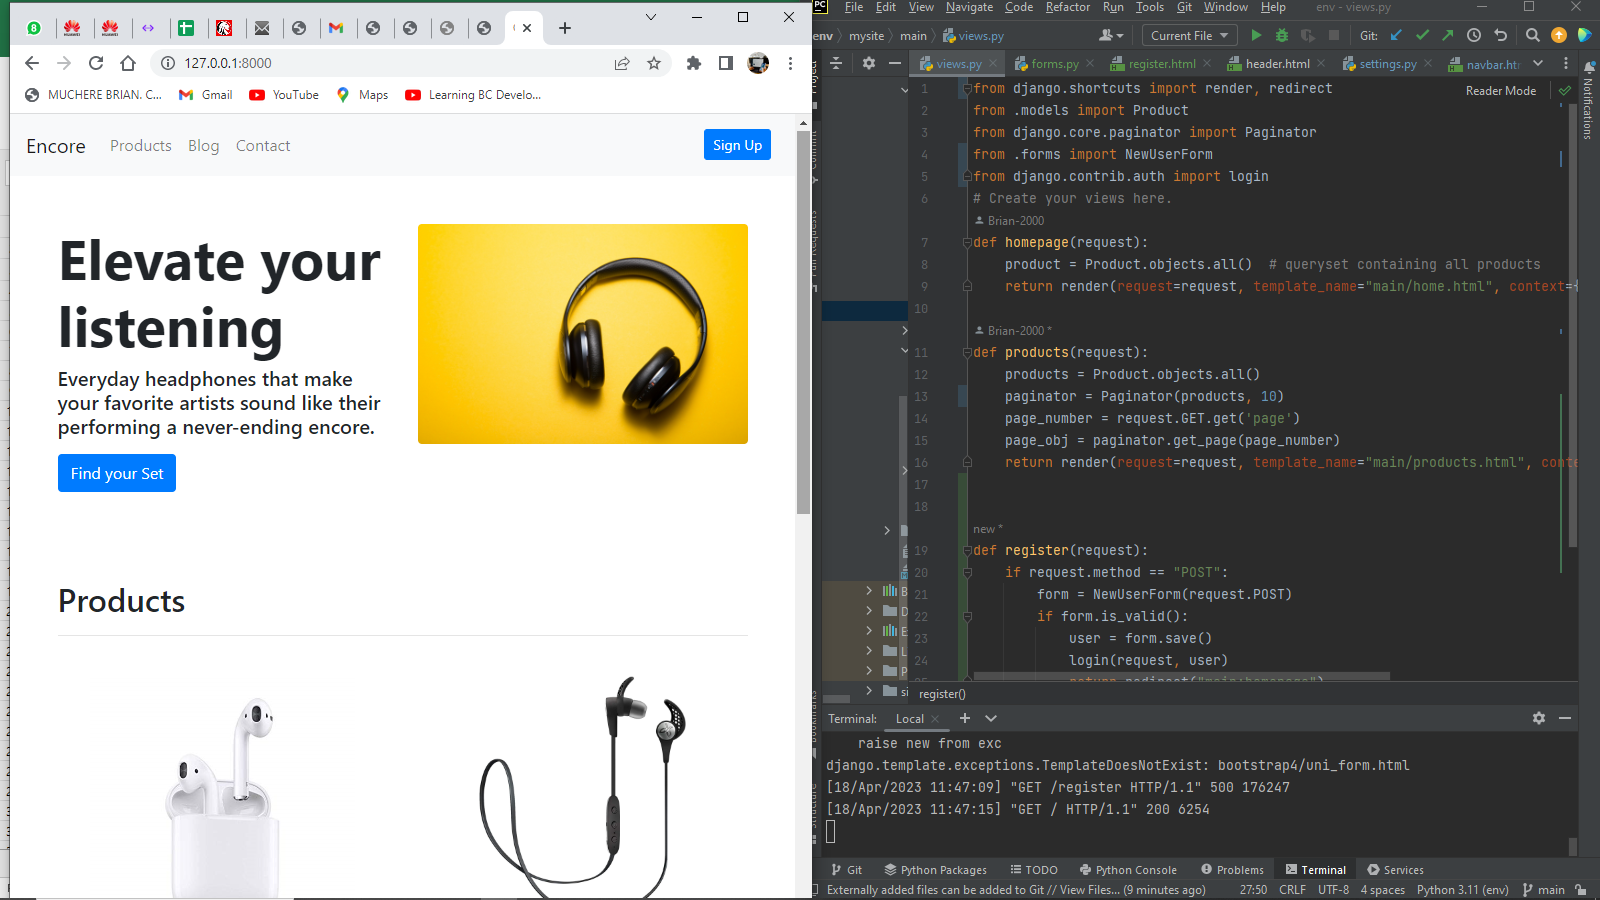 127.0.0.1:8000
MUCHERE BRIAN. C...
Gmail
YouTube
Maps
Learning BC Develo...
Encore
Products
Blog
Contact
Sign Up
Elevate your
listening
Everyday headphones that make
your favorite artists sound like their
performing a never-ending encore.
Find your Set
Products
PC
File Edit View Navigate Code Refactor Run Tools Git Window Help env - views.py
env mysite main views.py
Current File
Git:
views.py
forms.py
register.html
header.html
settings.py
navbar.ht
Reader Mode
Notifications
1 from django.shortcuts import render, redirect
2 from .models import Product
3 from django.core.paginator import Paginator
4 from .forms import NewUserForm
5 from django.contrib.auth import login
6 # Create your views here.
Brian-2000
7 def homepage(request):
8 product = Product.objects.all() # queryset containing all products
9 return render(request=request, template_name="main/home.html", context={
10
Brian-2000 *
11 def products(request):
12 products = Product.objects.all()
13 paginator = Paginator(products, 10)
14 page_number = request.GET.get('page')
15 page_obj = paginator.get_page(page_number)
16 return render(request=request, template_name="main/products.html", conte
17
18
new *
19 def register(request):
20 if request.method == "POST":
21 form = NewUserForm(request.POST)
22 if form.is_valid():
23 user = form.save()
24 login(request, user)
return redirect("main:homepage")
register()
Terminal: Local
raise new from exc
django.template.exceptions.TemplateDoesNotExist: bootstrap4/uni_form.html
[18/Apr/2023 11:47:09] "GET /register HTTP/1.1" 500 176247
[18/Apr/2023 11:47:15] "GET / HTTP/1.1" 200 6254
Git Python Packages TODO Python Console Problems Terminal Services
Externally added files can be added to Git // View Files... (9 minutes ago) 27:50 CRLF UTF-8 4 spaces Python 3.11 (env) main